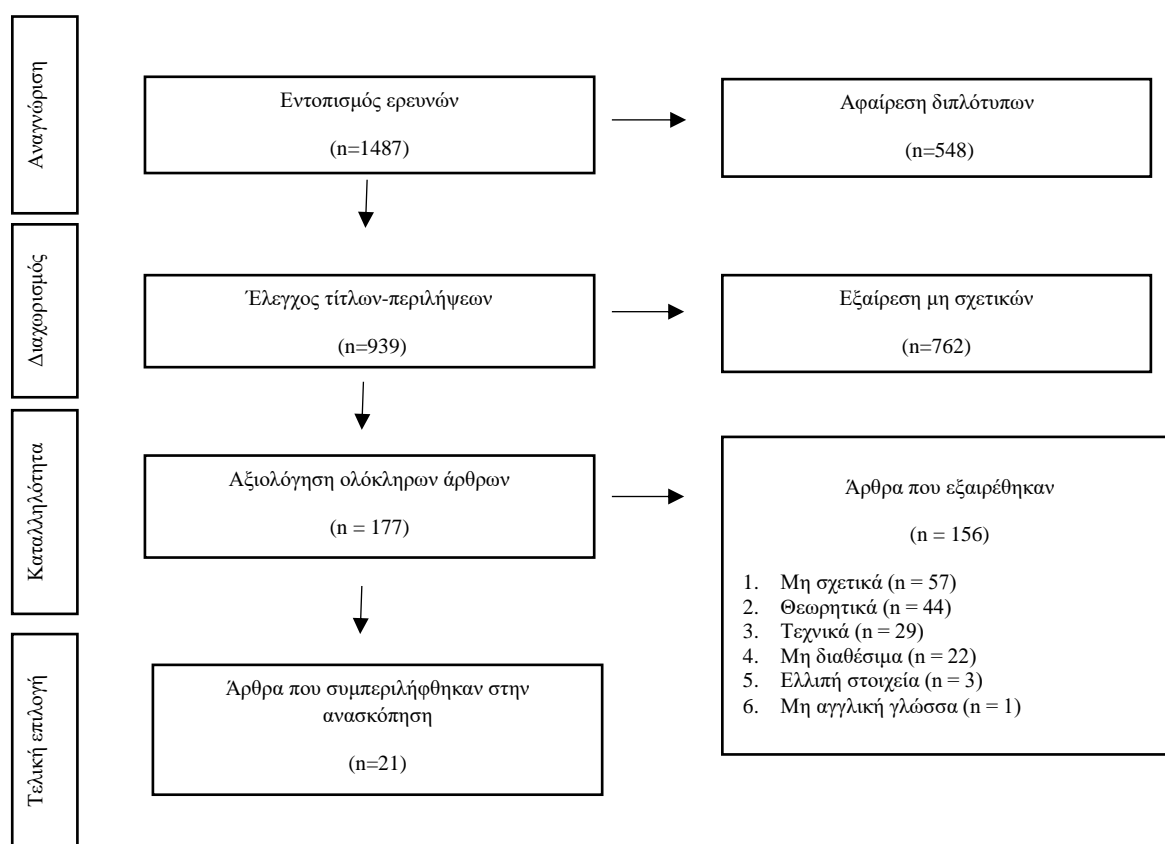 Αναγνώριση
Εντοπισμός ερευνών
(n=1487)
Αφαίρεση διπλότυπων
(n=548)
Διαχωρισμός
Έλεγχος τίτλων-περιλήψεων
(n=939)
Εξαίρεση μη σχετικών
(n=762)
Καταλληλότητα
Αξιολόγηση ολόκληρων άρθρων
(n = 177)
Άρθρα που εξαιρέθηκαν
(n = 156)
1. Μη σχετικά (n = 57)
2. Θεωρητικά (n = 44)
3. Τεχνικά (n = 29)
4. Μη διαθέσιμα (n = 22)
5. Ελλιπή στοιχεία (n = 3)
6. Μη αγγλική γλώσσα (n = 1)
Τελική επιλογή
Άρθρα που συμπεριλήφθηκαν στην
ανασκόπηση
(n=21)